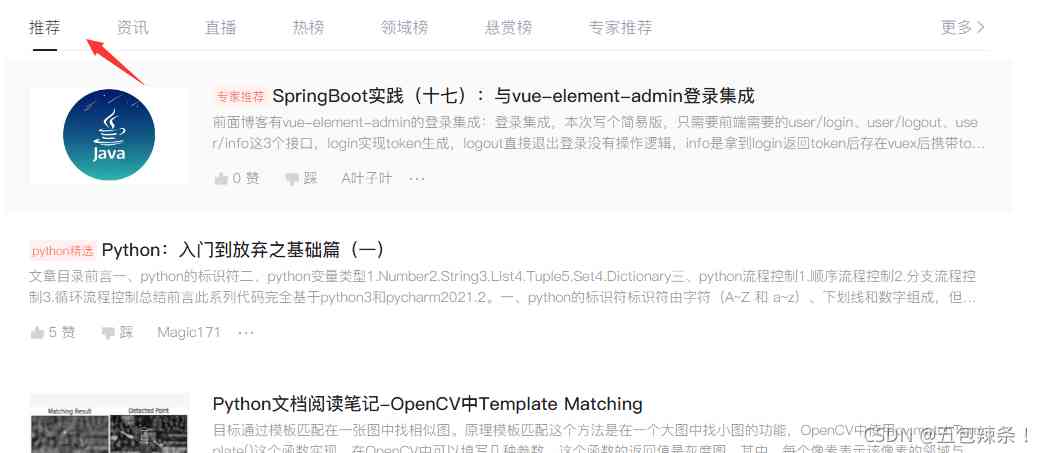 推荐 资讯 直播 热榜 领域榜 悬赏榜 专家推荐 更多
专家推荐 SpringBoot实践（十七）：与vue-element-admin登录集成
前面博客有vue-element-admin的登录集成：登录集成，本次写个简易版，只需要前端需要的user/login、user/logout、use
r/info这3个接口，login实现token生成，logout直接退出登录没有操作逻辑，info是拿到login返回token后存在vuex后携带to...
Java
0 赞 踩 A叶子叶 ...
python精选 Python：入门到放弃之基础篇（一）
文章目录前言一、python的标识符二、python变量类型1.Number2.String3.List4.Tuple5.Set4.Dictionary三、python流程控制1.顺序流程控制2.分支流程控
制3.循环流程控制总结前言此系列代码完全基于python3和pycharm2021.2。一、python的标识符标识符由字符（A~Z 和 a~z）、下划线和数字组成，但...
5 赞 踩 Magic171 ...
Python文档阅读笔记-OpenCV中Template Matching
Matching Result Detected Point
目标通过模板匹配在一张图中找相似图。原理模板匹配这个方法是在一个大图中找小图的功能，OpenCV中使用
CSDN @五包辣条！
plate()这个函数实现，在OpenCV中可以填写几种参数，这个函数的返回值是灰度图，其中，每个像素表示该像素的邻域与